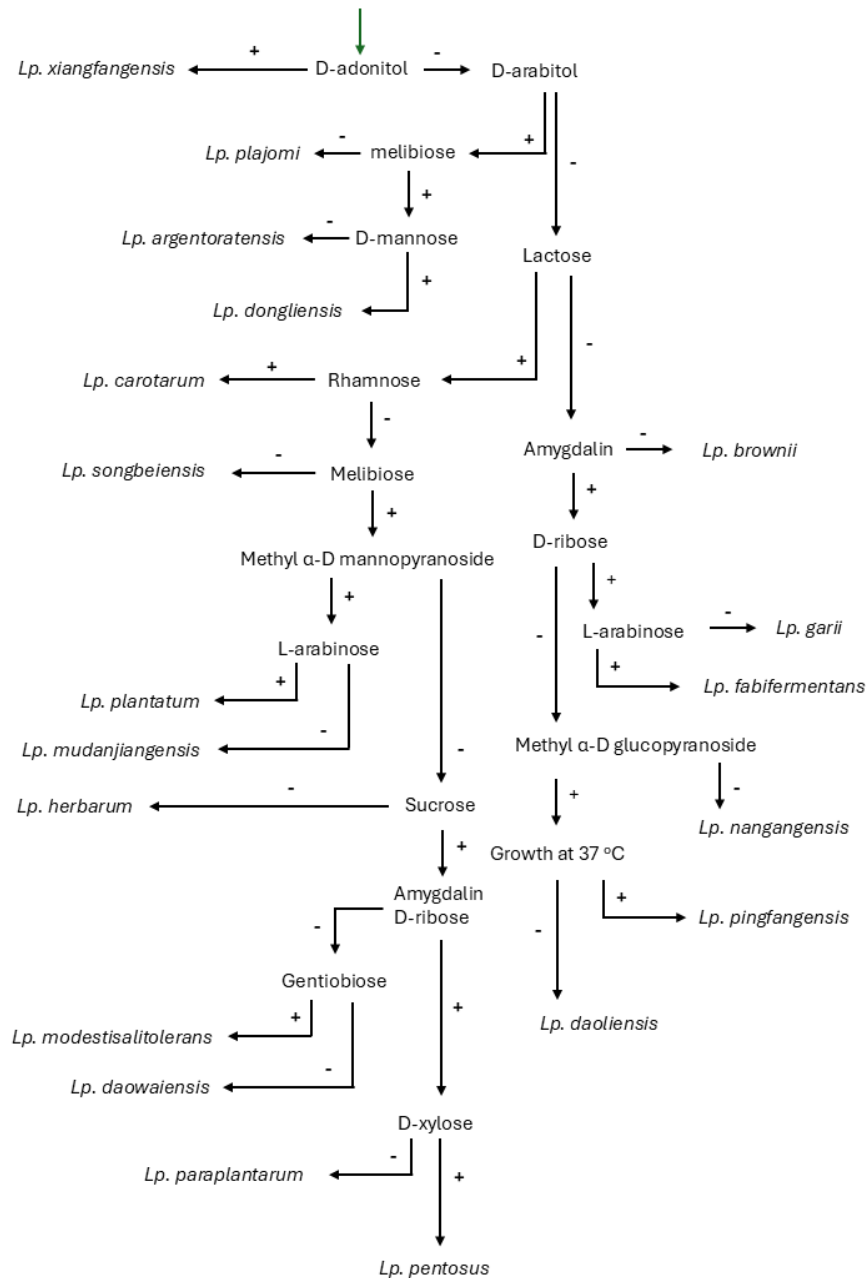 +
-
Lp. xiangfangensis
D-adonitol
D-arabitol
-
+
Lp. plajomi
melibiose
-
+
-
Lp. argentoratensis
D-mannose
Lactose
+
Lp. dongliensis
-
+
+
Lp. carotarum
Rhamnose
-
-
Amygdalin
Lp. brownii
-
Lp. songbeiensis
Melibiose
+
+
D-ribose
Methyl α-D mannopyranoside
+
+
-
L-arabinose
Lp. garii
-
L-arabinose
+
+
Lp. plantatum
Lp. fabifermentans
-
Lp. mudanjiangensis
-
Methyl α-D glucopyranoside
-
+
-
Lp. herbarum
Sucrose
Lp. nangangensis
+
Growth at 37 °C
Amygdalin
D-ribose
+
-
-
Lp. pingfangensis
Gentiobiose
+
+
Lp. modestisalitolerans
Lp. daoliensis
-
Lp. daowaiensis
D-xylose
-
+
Lp. paraplantarum
Lp. pentosus